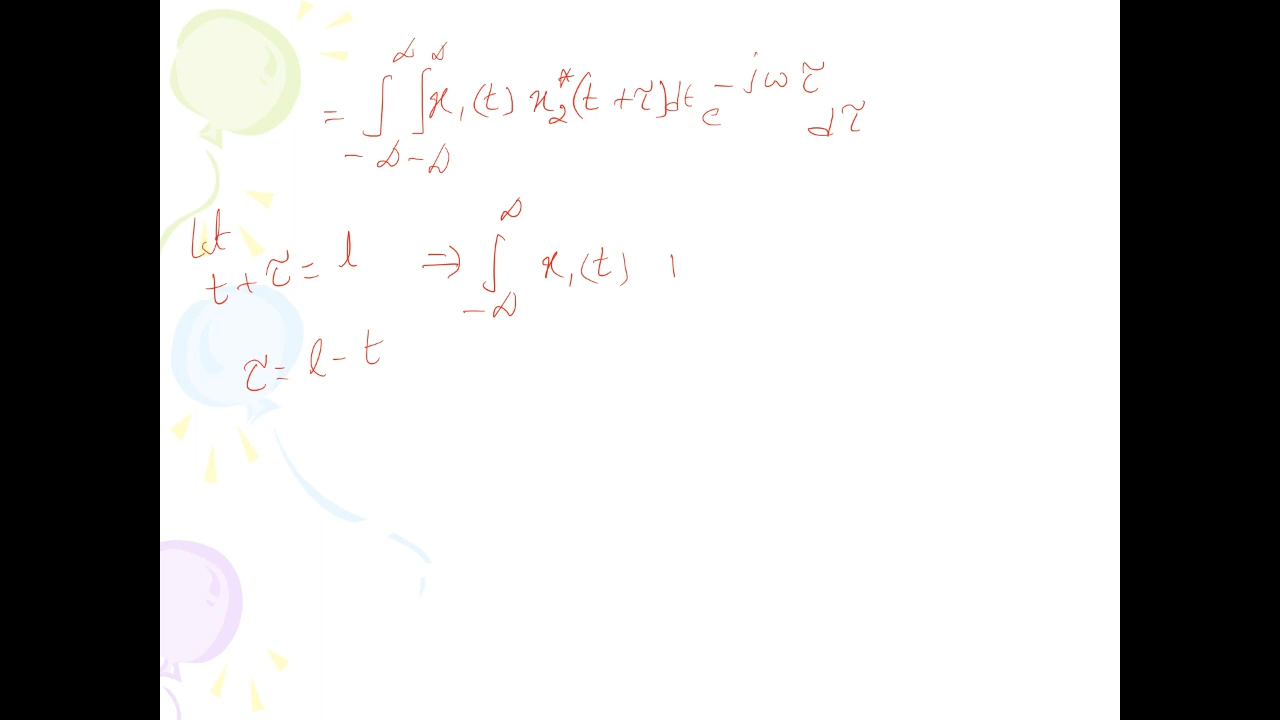 = ∫_{-∞}^{∞} ∫_{-∞}^{∞} x₁(t) x₂*(t + τ) dt e^{-jωτ} dτ
Let
t + τ = l ⇒ ∫_{-∞}^{∞} x₁(t)
τ = l - t